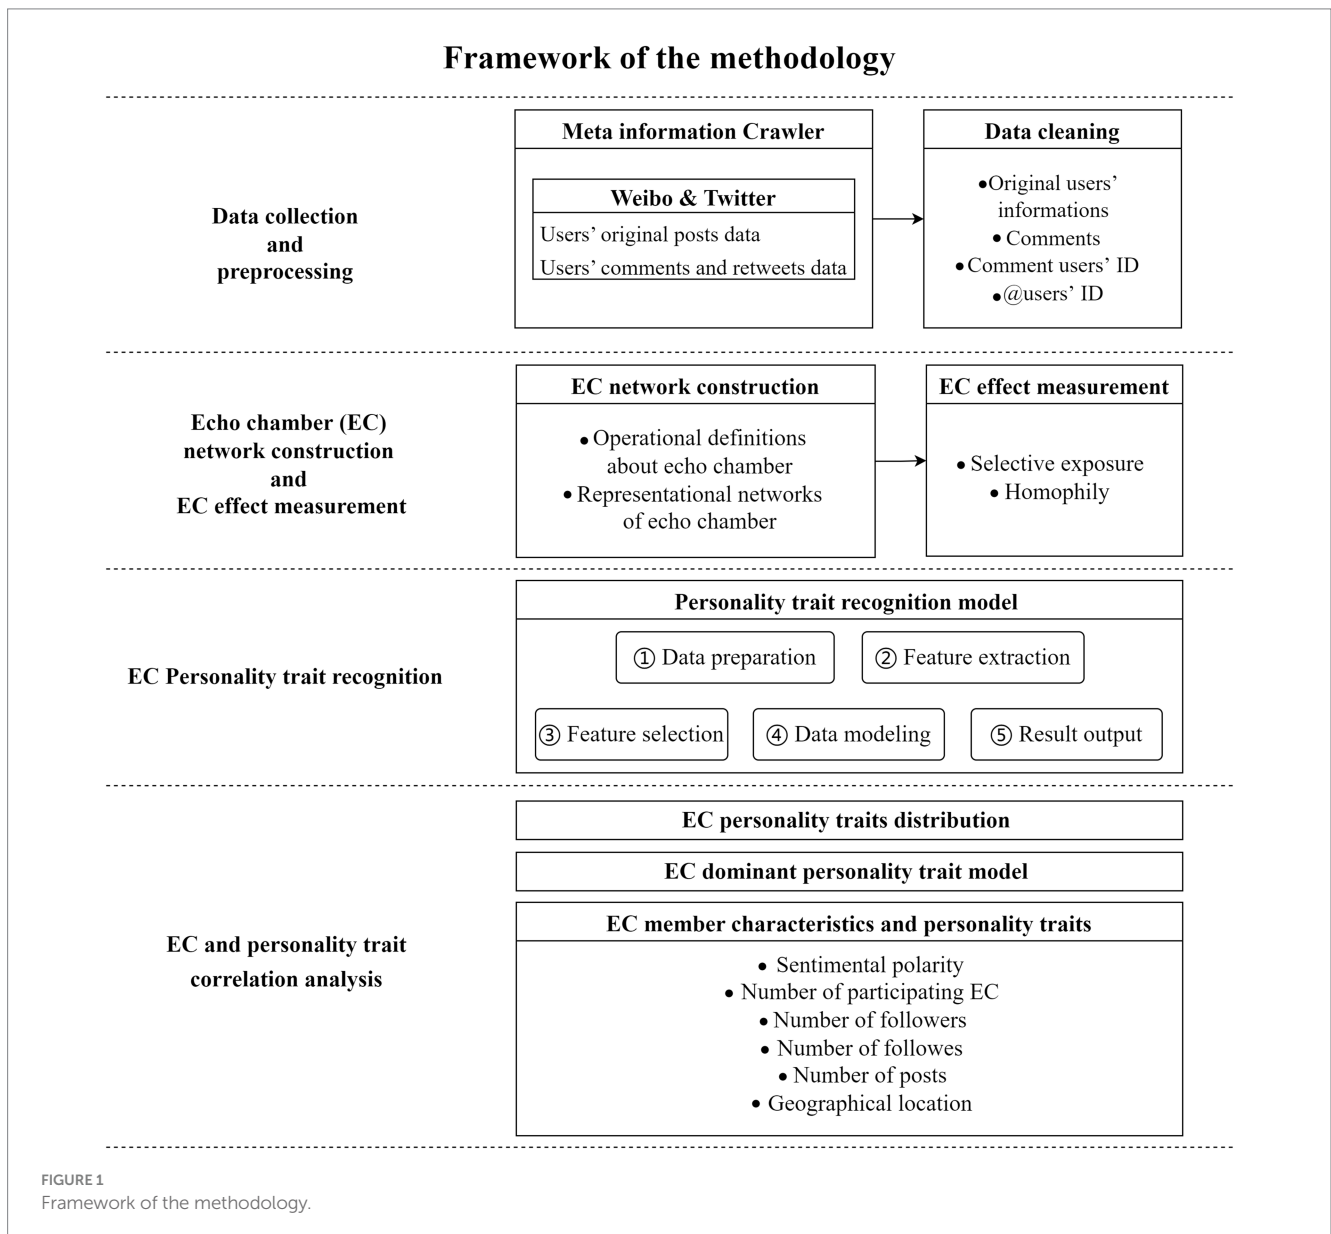 Framework of the methodology
Data collection
and
preprocessing
Meta information Crawler
Weibo & Twitter
Users’ original posts data
Users’ comments and retweets data
Data cleaning
●Original users’
informations
● Comments
● Comment users’ ID
●@users’ ID
Echo chamber (EC)
network construction
and
EC effect measurement
EC network construction
● Operational definitions
about echo chamber
● Representational networks
of echo chamber
EC effect measurement
● Selective exposure
● Homophily
EC Personality trait recognition
Personality trait recognition model
① Data preparation
② Feature extraction
③ Feature selection
④ Data modeling
⑤ Result output
EC and personality trait
correlation analysis
EC personality traits distribution
EC dominant personality trait model
EC member characteristics and personality traits
● Sentimental polarity
● Number of participating EC
● Number of followers
● Number of followes
● Number of posts
● Geographical location
FIGURE 1
Framework of the methodology.